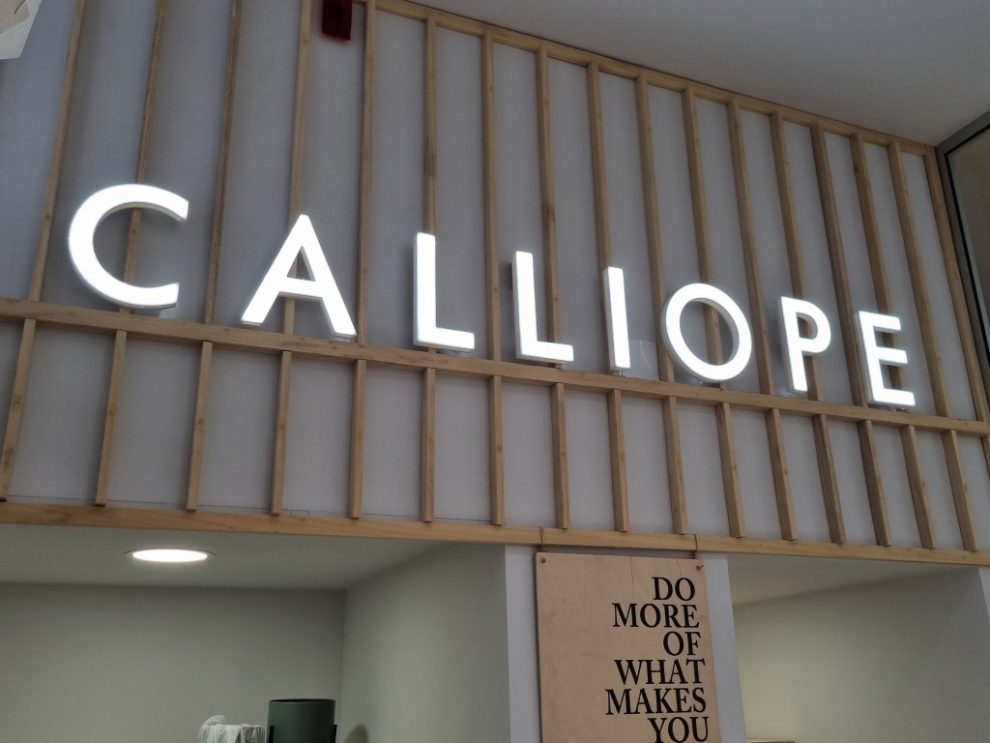 CALLIOPE
DO
MORE
OF
WHAT
MAKES
YOU